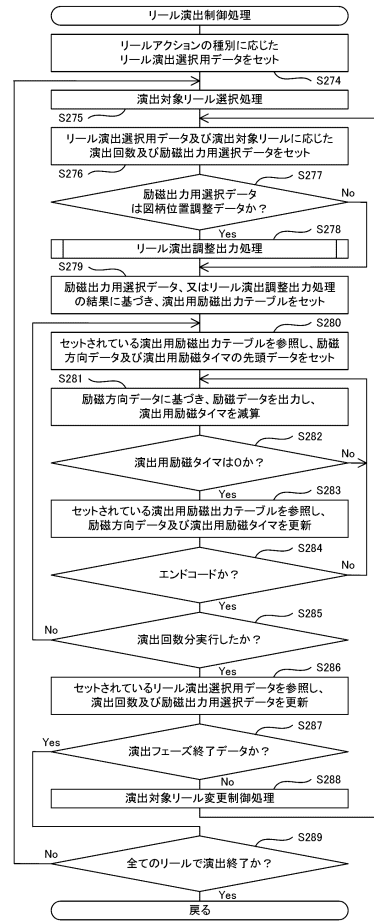 リール演出制御処理
リールアクションの種別に応じた
リール演出選択用データをセット
S274
演出対象リール選択処理
S275
リール演出選択用データ及び演出対象リールに応じた
演出回数及び励磁出力用選択データをセット
S276
S277
励磁出力用選択データ
は図柄位置調整データか？
No
Yes
S278
リール演出調整出力処理
S279
励磁出力用選択データ、又はリール演出調整出力処理
の結果に基づき、演出用励磁出力テーブルをセット
S280
セットされている演出用励磁出力テーブルを参照し、励磁
方向データ及び演出用励磁タイマの先頭データをセット
S281
励磁方向データに基づき、励磁データを出力し、
演出用励磁タイマを減算
S282
演出用励磁タイマは0か？
No
Yes
S283
セットされている演出用励磁出力テーブルを参照し、
励磁方向データ及び演出用励磁タイマを更新
S284
エンドコードか？
No
Yes
S285
No
演出回数分実行したか？
Yes
S286
セットされているリール演出選択用データを参照し、
演出回数及び励磁出力用選択データを更新
S287
Yes
演出フェーズ終了データか？
No
S288
演出対象リール変更制御処理
S289
No
全てのリールで演出終了か？
Yes
戻る